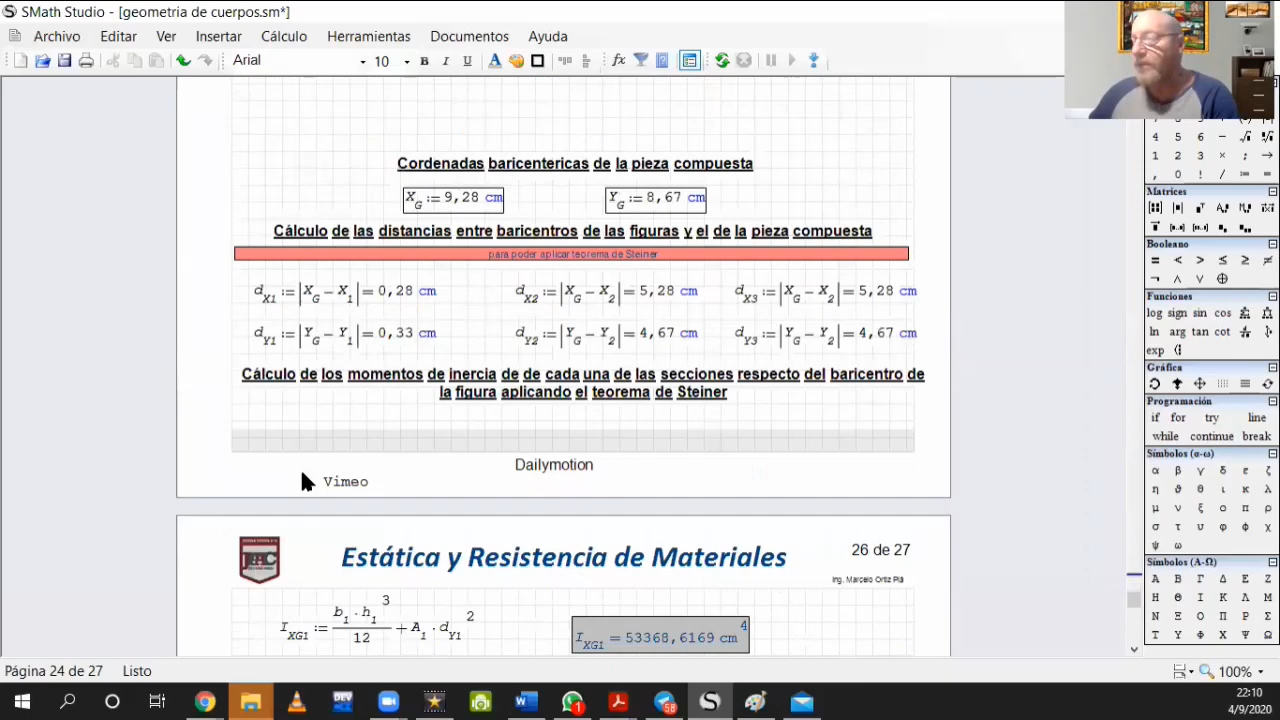 SMath Studio - [geometria de cuerpos.sm*]
Archivo Editar Ver Insertar Cálculo Herramientas Documentos Ayuda
Arial 10 B I U A fx
Cordenadas baricentericas de la pieza compuesta
X_G := 9,28 cm Y_G := 8,67 cm
Cálculo de las distancias entre baricentros de las figuras y el de la pieza compuesta
para poder aplicar teorema de Steiner
d_X1 := |X_G − X_1| = 0,28 cm d_X2 := |X_G − X_2| = 5,28 cm d_X3 := |X_G − X_2| = 5,28 cm
d_Y1 := |Y_G − Y_1| = 0,33 cm d_Y2 := |Y_G − Y_2| = 4,67 cm d_Y3 := |Y_G − Y_2| = 4,67 cm
Cálculo de los momentos de inercia de de cada una de las secciones respecto del baricentro de
la figura aplicando el teorema de Steiner
Dailymotion
Vimeo
Estática y Resistencia de Materiales
26 de 27
Ing. Marcelo Ortiz Plá
I_XG1 := b_1 · h_1^3 / 12 + A_1 · d_Y1^2 I_XG1 = 53368,6169 cm^4
4 5 6 −
1 2 3 × ; →
, 0 ! /
Matrices
Booleano
= < > ≤ ≥ ≠
¬ ∧ ∨ ⊕
Funciones
log sign sin cos
ln arg tan cot
exp
Gráfica
Programación
if for try line
while continue break
Símbolos (α-ω)
α β γ δ ε ζ
η ϑ θ ι κ λ
μ ν ξ ο π ρ
σ τ υ φ ϕ χ
ψ ω
Símbolos (Α-Ω)
Α Β Γ Δ Ε Ζ
Η Θ Ι Κ Λ Μ
Ν Ξ Ο Π Ρ Σ
Τ Υ Φ Χ Ψ Ω
Página 24 de 27 Listo 100%
DEV
58
1
22:10
4/9/2020